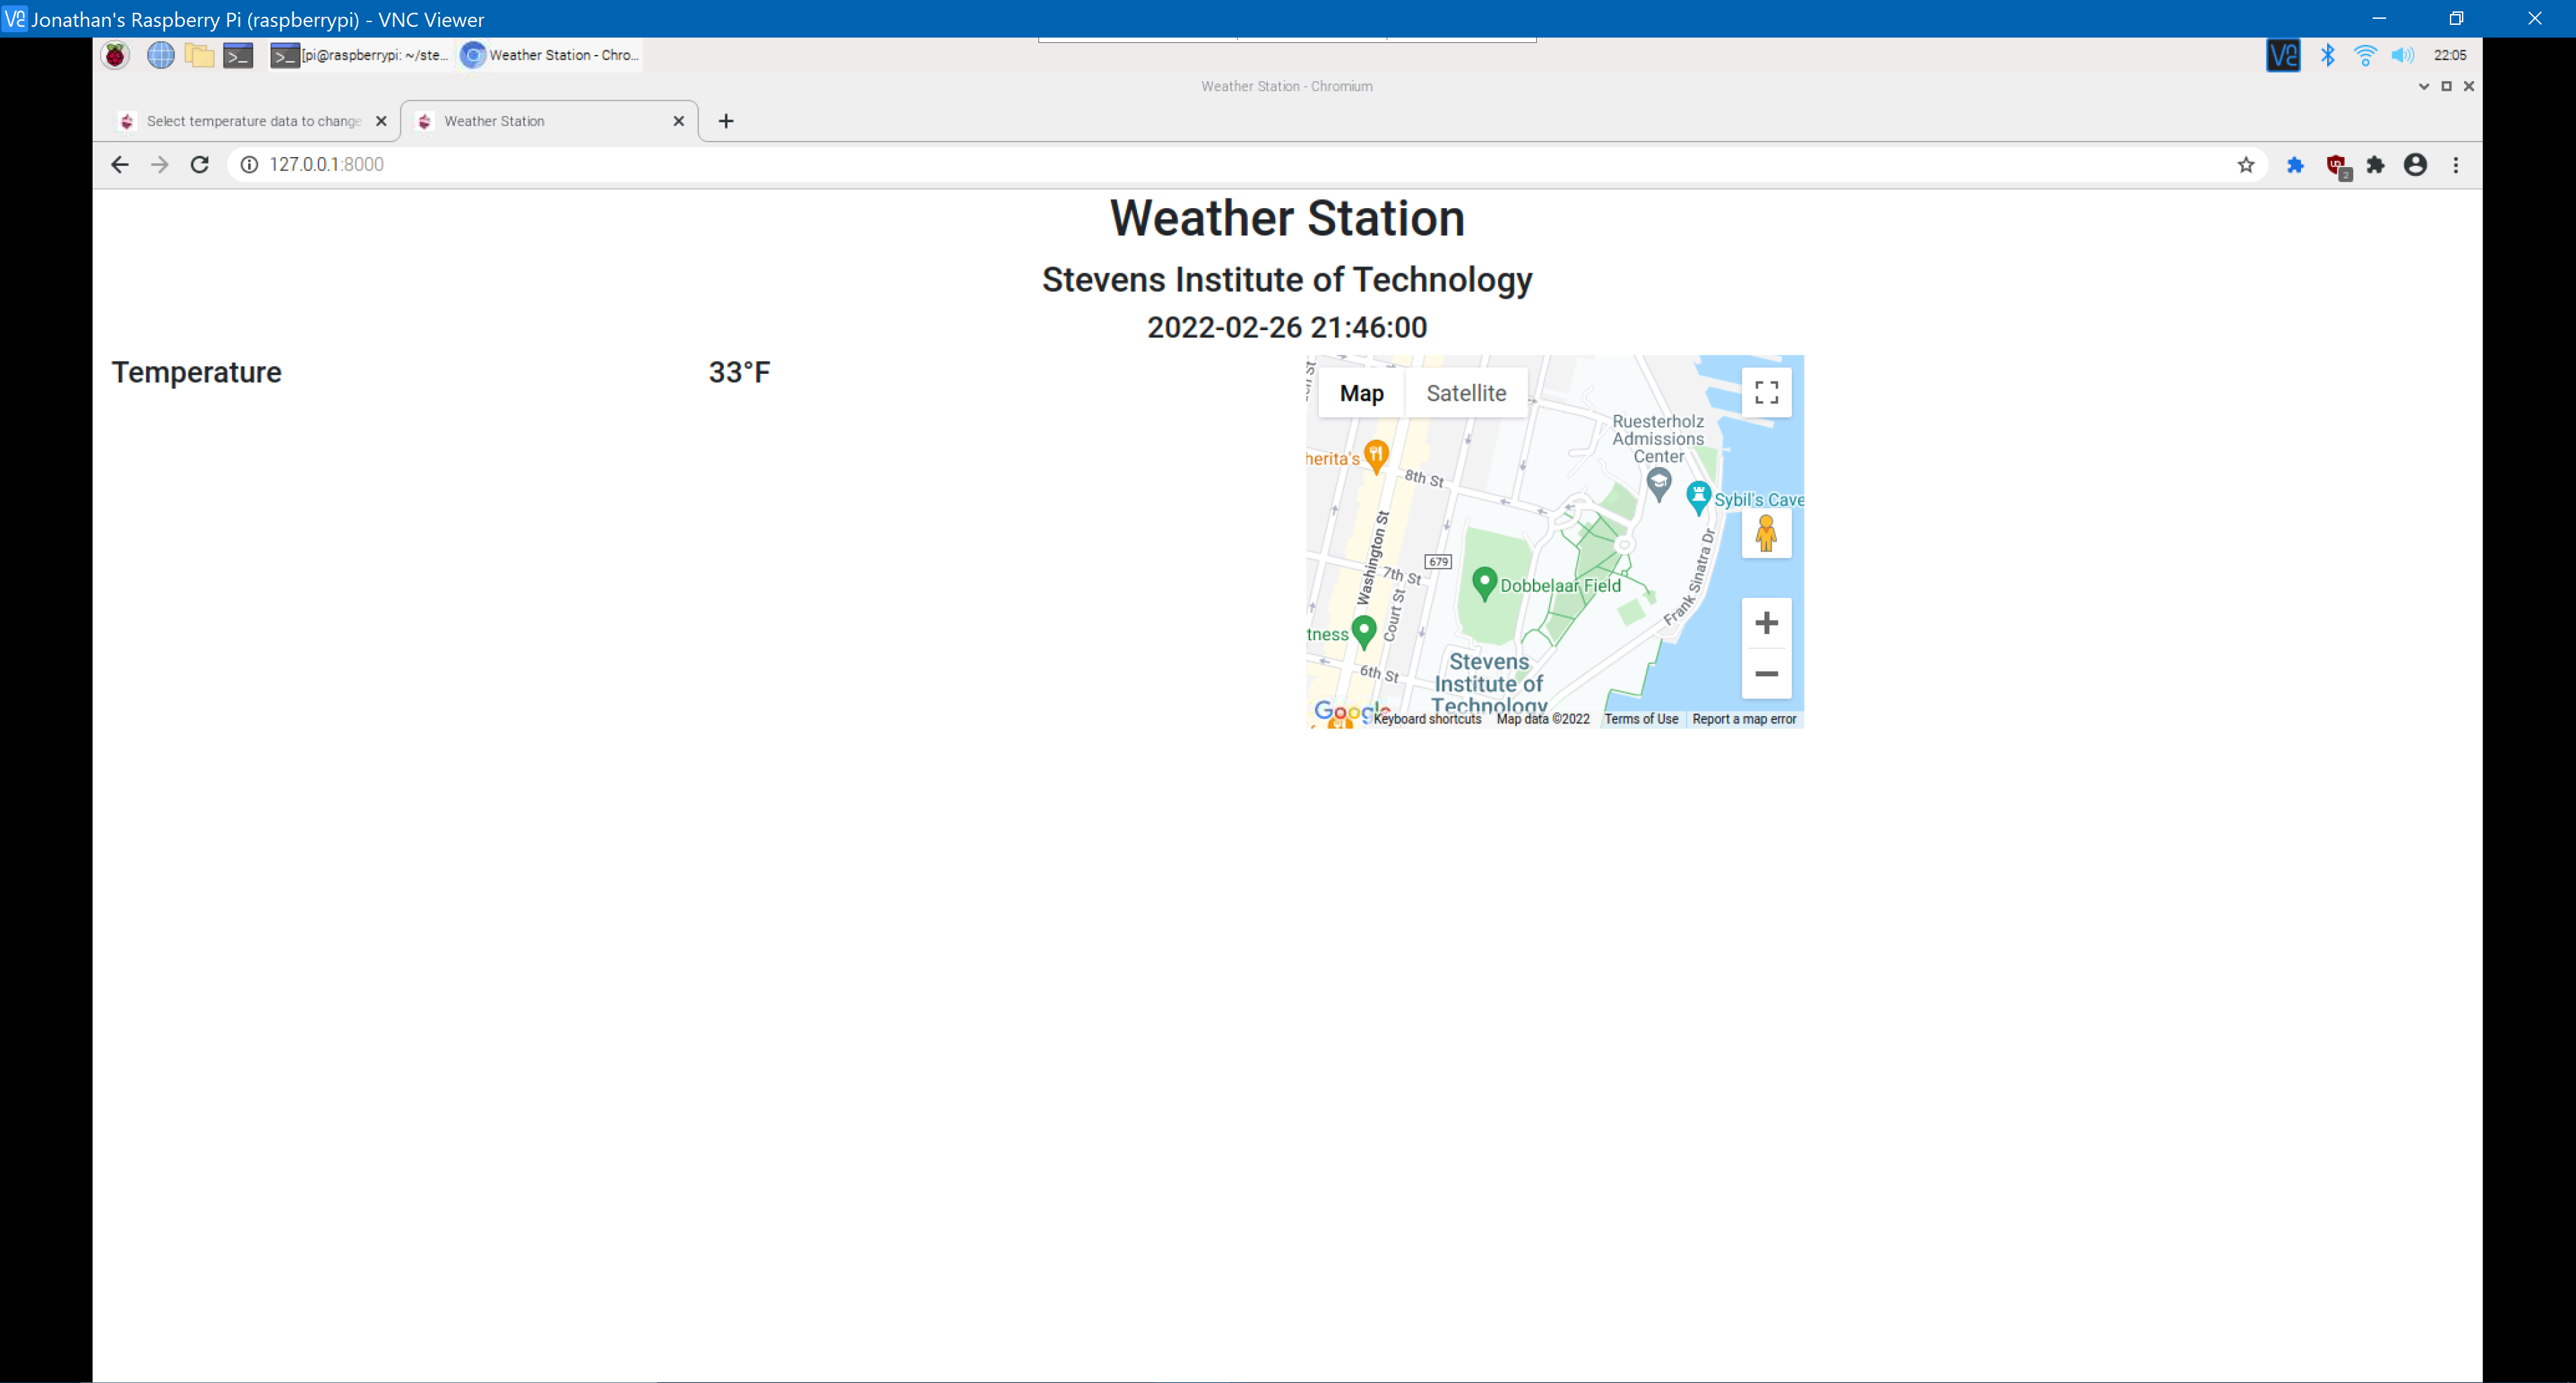 Jonathan's Raspberry Pi (raspberrypi) - VNC Viewer
[pi@raspberrypi: ~/ste...
Weather Station - Chro...
22:05
Weather Station - Chromium
Select temperature data to change
Weather Station
127.0.0.1:8000
2
Weather Station
Stevens Institute of Technology
2022-02-26 21:46:00
Temperature 33°F
Map
Satellite
Ruesterholz
Admissions
Center
herita's
8th St
Sybil's Cave
Washington St
679
7th St
Dobbelaar Field
Frank Sinatra Dr
Court St
tness
Stevens
Institute of
Technology
6th St
Google
Keyboard shortcuts
Map data ©2022
Terms of Use
Report a map error